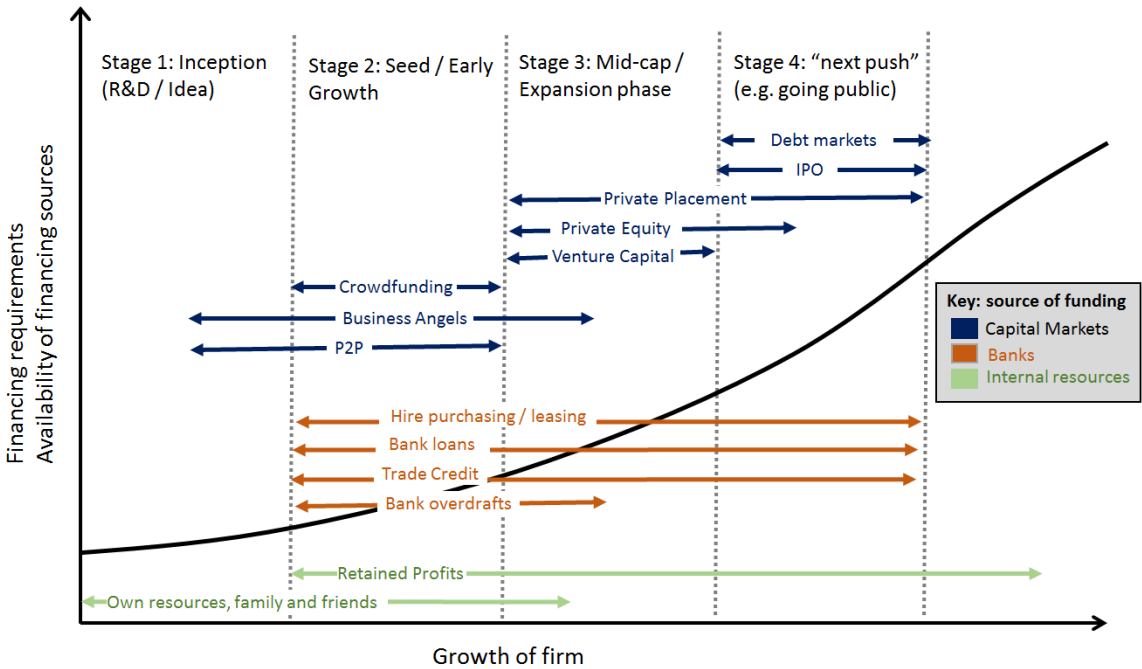 Stage 1: Inception
(R&D / Idea)
Stage 2: Seed / Early
Growth
Stage 3: Mid-cap /
Expansion phase
Stage 4: “next push”
(e.g. going public)
Debt markets
IPO
Private Placement
Private Equity
Venture Capital
Crowdfunding
Business Angels
P2P
Hire purchasing / leasing
Bank loans
Trade Credit
Bank overdrafts
Retained Profits
Own resources, family and friends
Key: source of funding
Capital Markets
Banks
Internal resources
Financing requirements
Availability of financing sources
Growth of firm